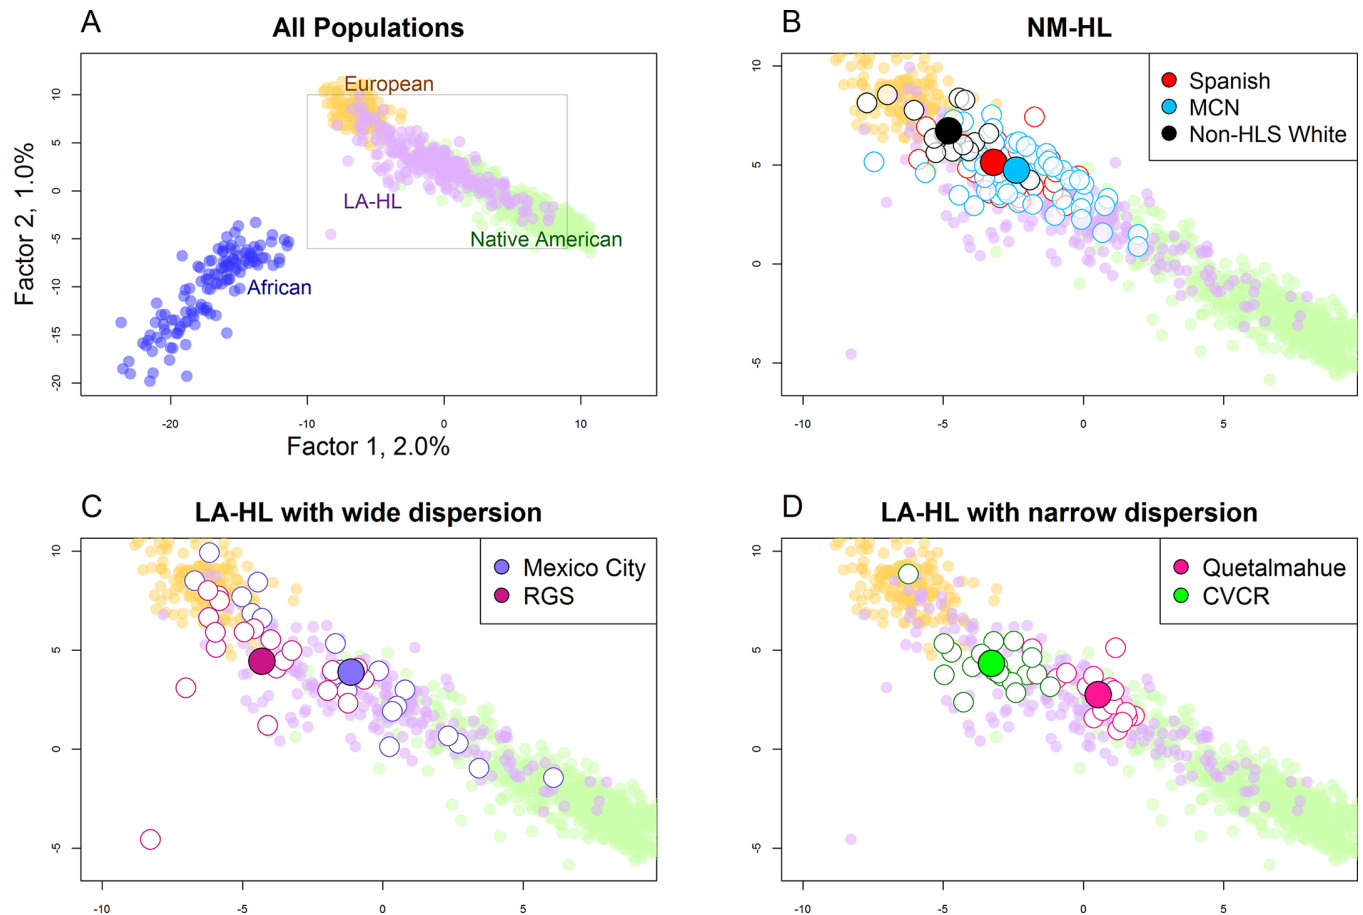 A
All Populations
European
LA-HL
Native American
African
Factor 2, 1.0%
10
5
0
-5
-10
-15
-20
-20
-10
0
10
Factor 1, 2.0%
B
NM-HL
Spanish
MCN
Non-HLS White
10
5
0
-5
-10
-5
0
5
C
LA-HL with wide dispersion
Mexico City
RGS
10
5
0
-5
-10
-5
0
5
D
LA-HL with narrow dispersion
Quetalmahue
CVCR
10
5
0
-5
-10
-5
0
5